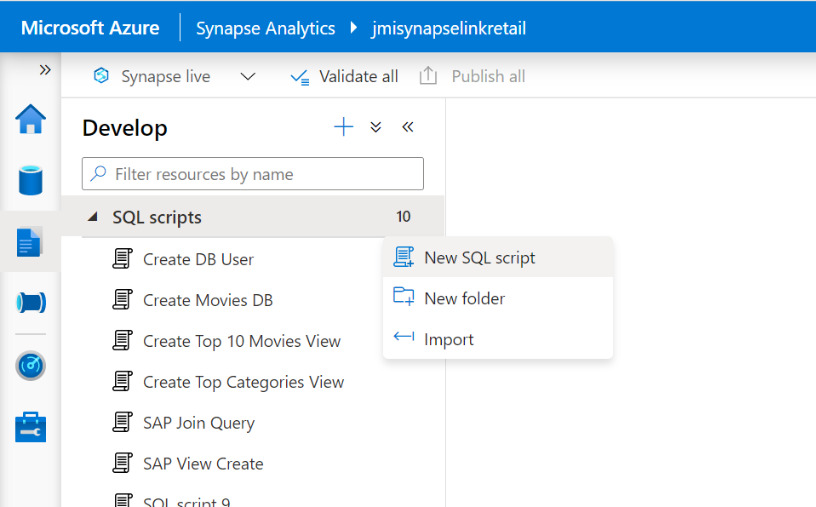 Microsoft Azure Synapse Analytics jmisynapselinkretail
Synapse live Validate all Publish all
Develop
Filter resources by name
SQL scripts 10
Create DB User
New SQL script
Create Movies DB
New folder
Create Top 10 Movies View
Import
Create Top Categories View
SAP Join Query
SAP View Create
SQL script 9